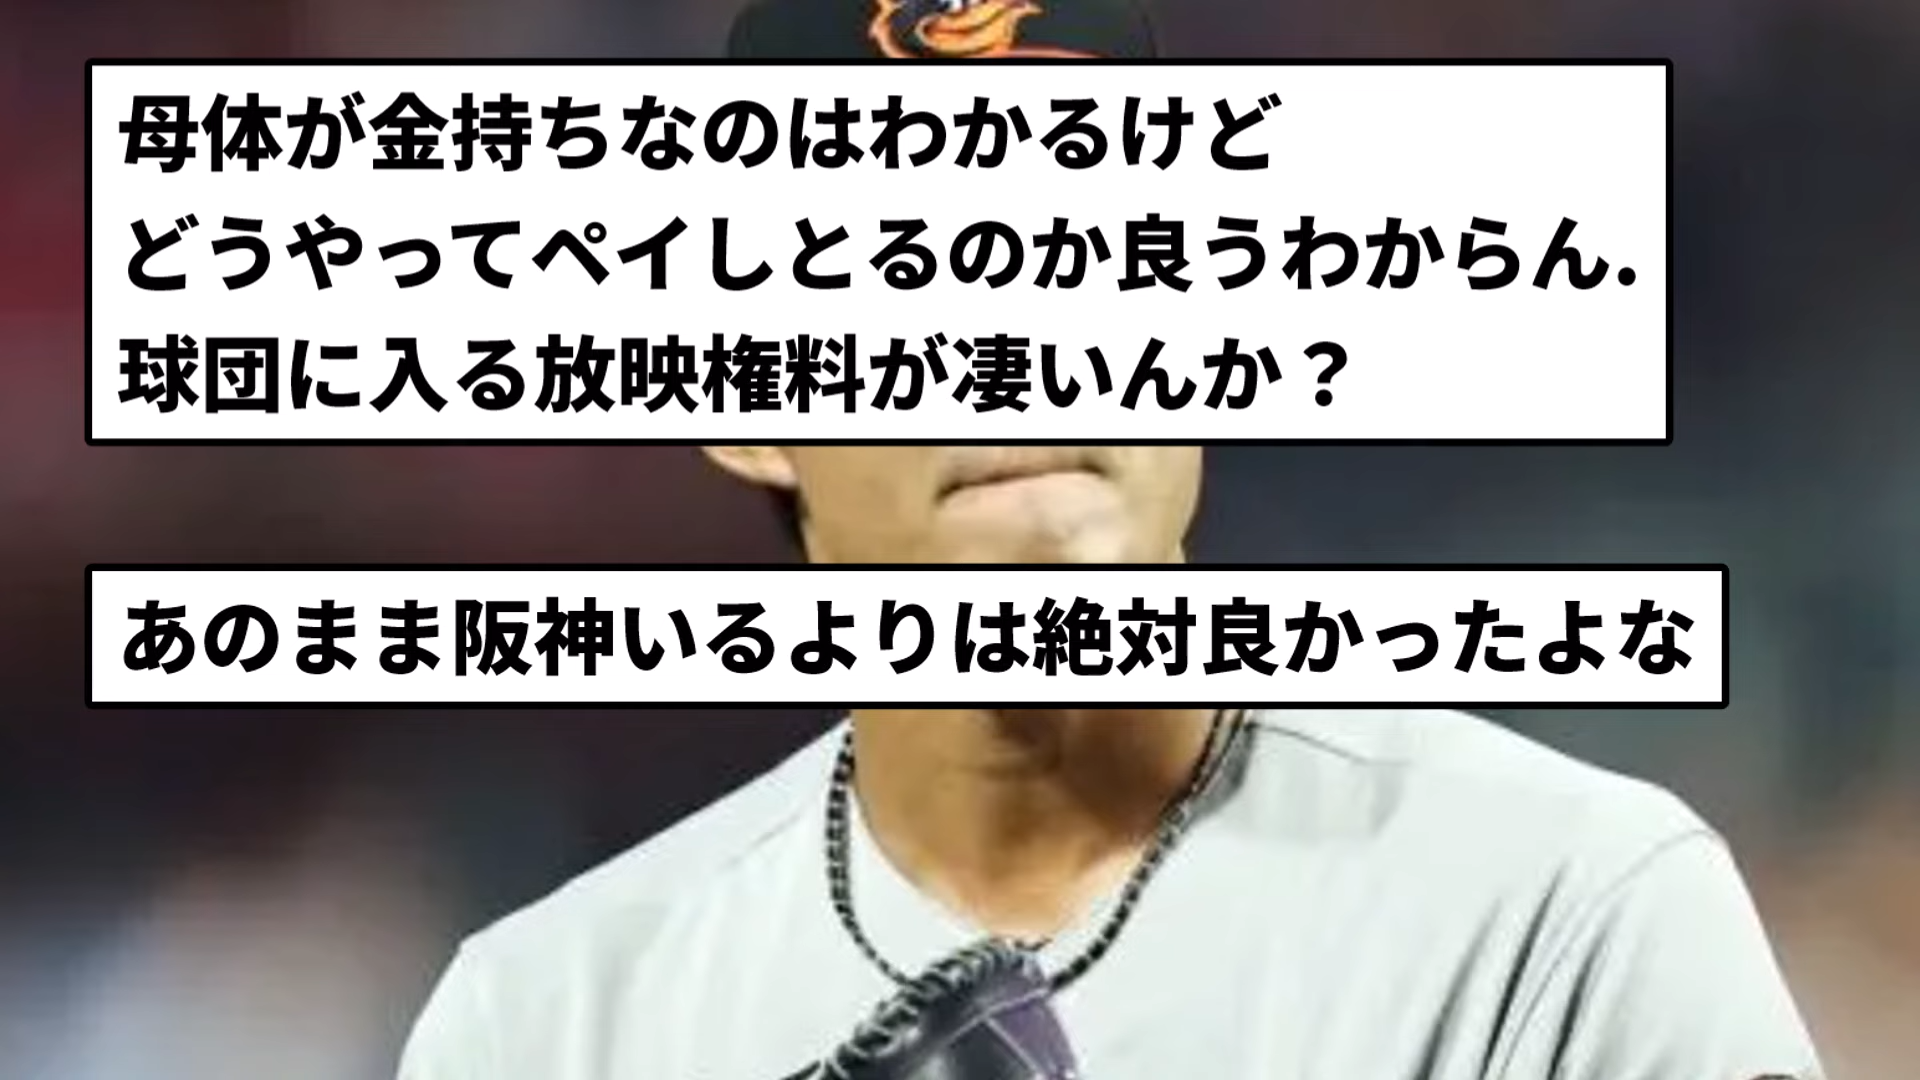 母体が金持ちなのはわかるけど
どうやってペイしとるのか良うわからん.
球団に入る放映権料が凄いんか？
あのまま阪神いるよりは絶対良かったよな